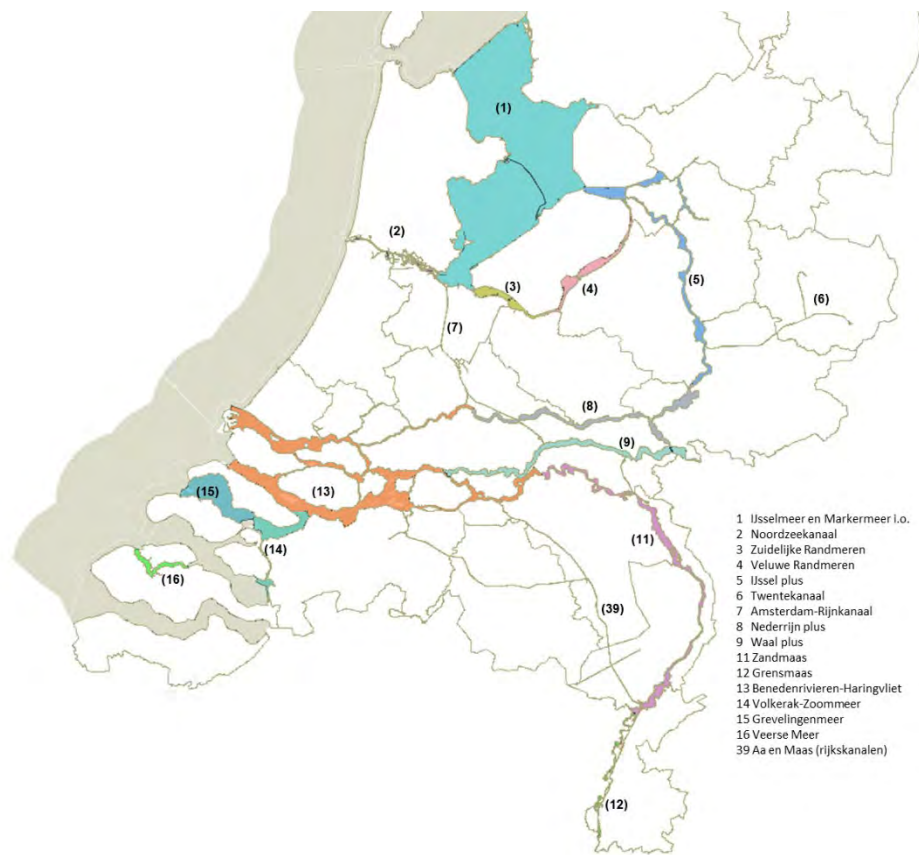 (1)
(2)
(3)
(4)
(5)
(6)
(7)
(8)
(9)
(13)
(15)
(14)
(16)
(11)
(39)
(12)
1 IJsselmeer en Markermeer i.o.
2 Noordzeekanaal
3 Zuidelijke Randmeren
4 Veluwe Randmeren
5 IJssel plus
6 Twentekanaal
7 Amsterdam-Rijnkanaal
8 Nederrijn plus
9 Waal plus
11 Zandmaas
12 Grensmaas
13 Benedenrivieren-Haringvliet
14 Volkerak-Zoommeer
15 Grevelingenmeer
16 Veerse Meer
39 Aa en Maas (rijkskanalen)